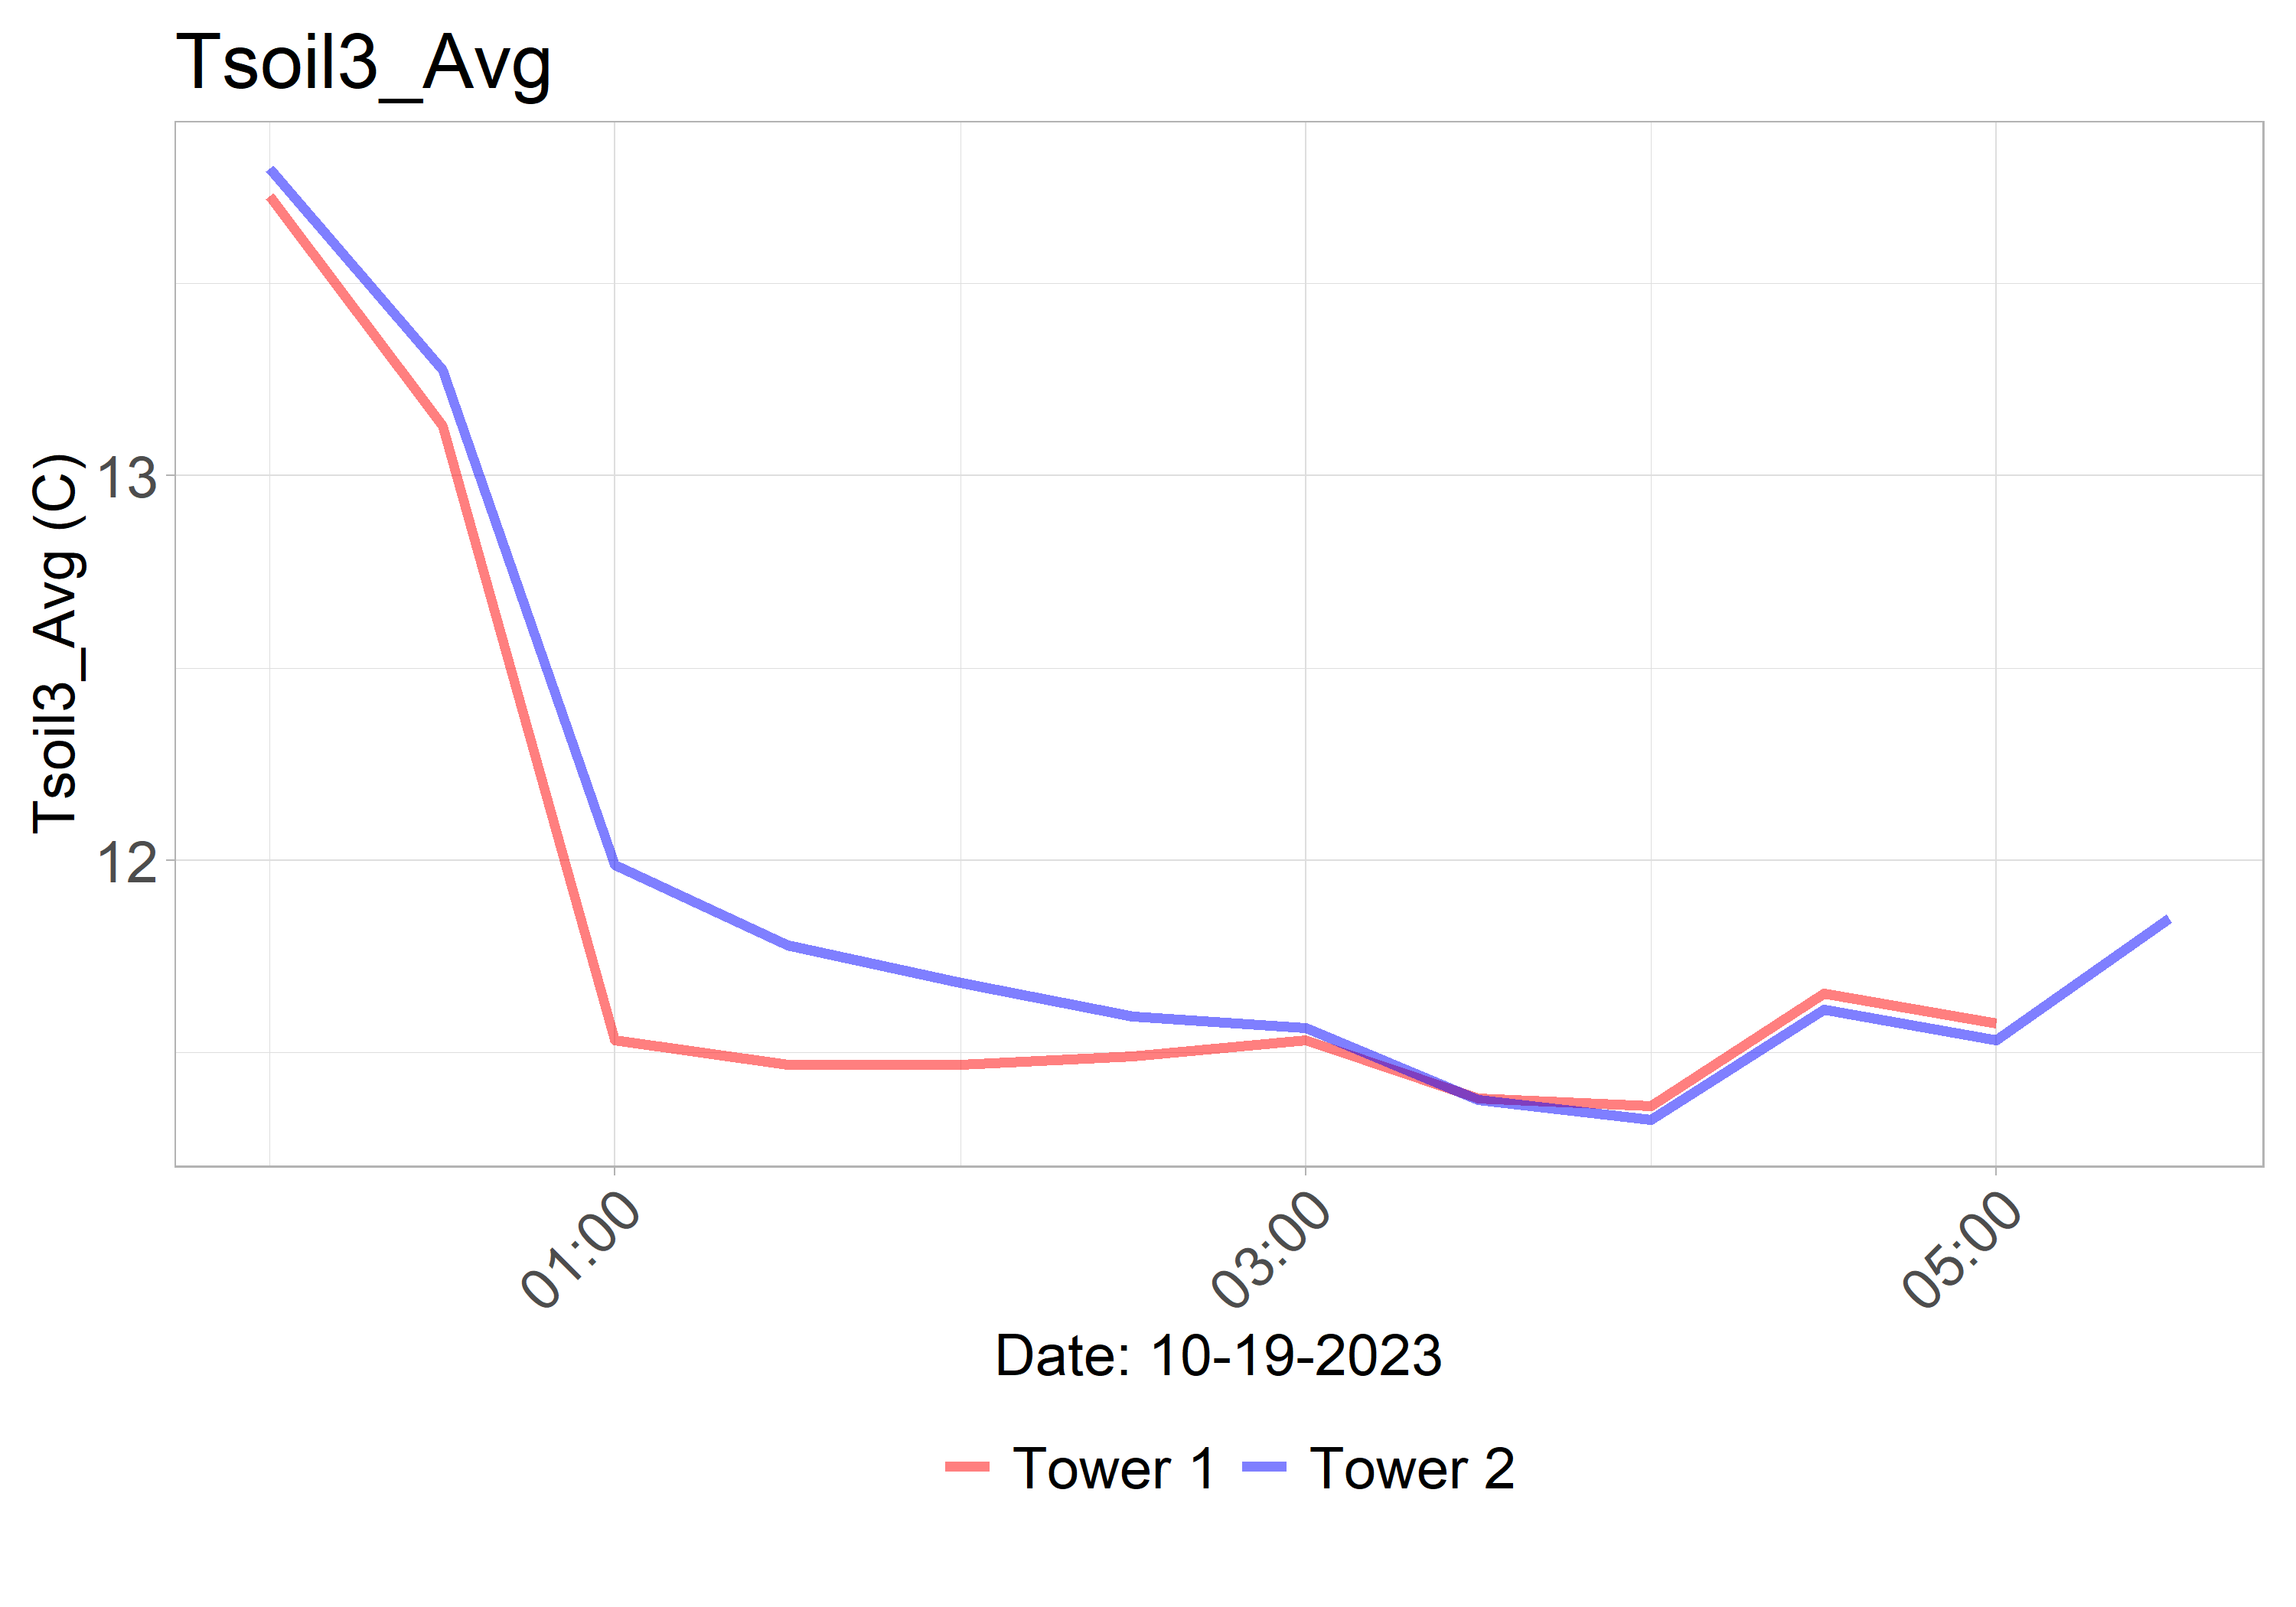 Tsoil3_Avg
Tsoil3_Avg (C)
13
12
01:00
03:00
05:00
Date: 10-19-2023
Tower 1
Tower 2